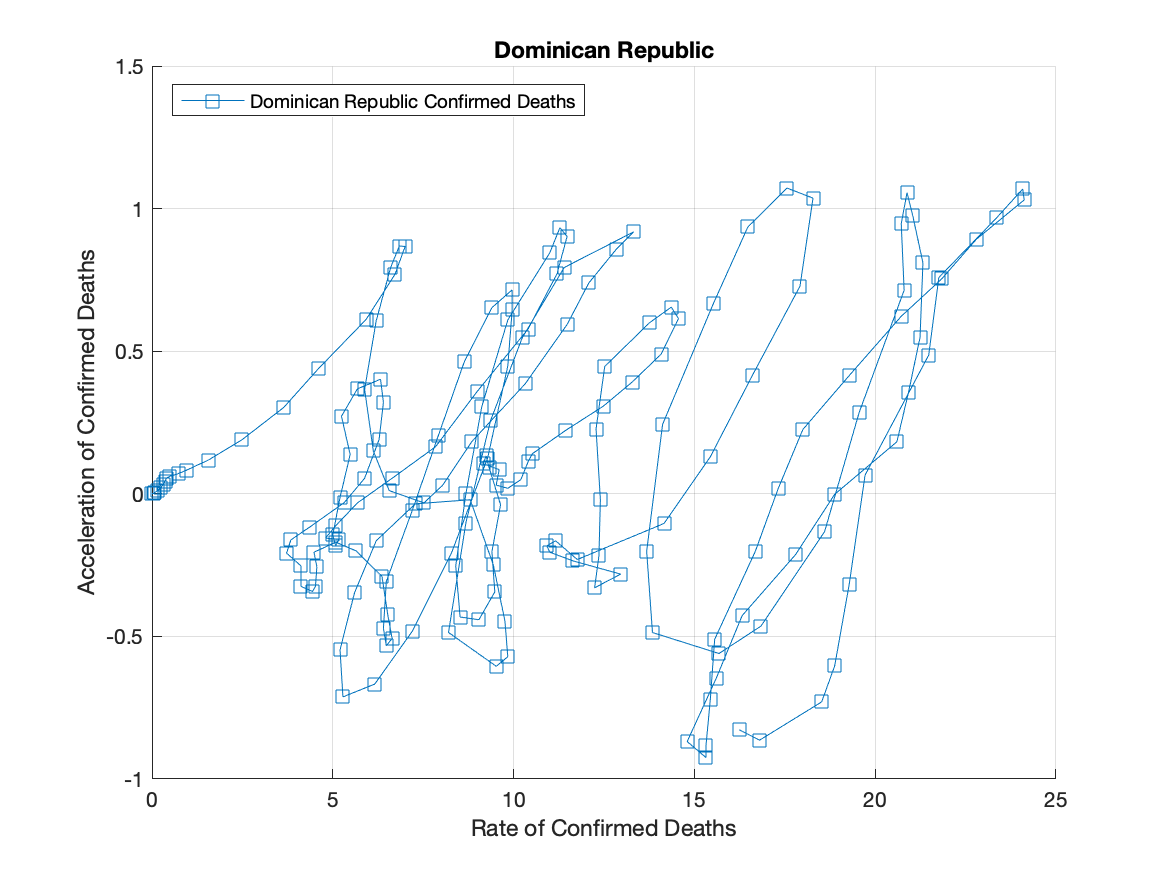 Dominican Republic
Dominican Republic Confirmed Deaths
Acceleration of Confirmed Deaths
1.5
1
0.5
0
-0.5
-1
0 5 10 15 20 25
Rate of Confirmed Deaths